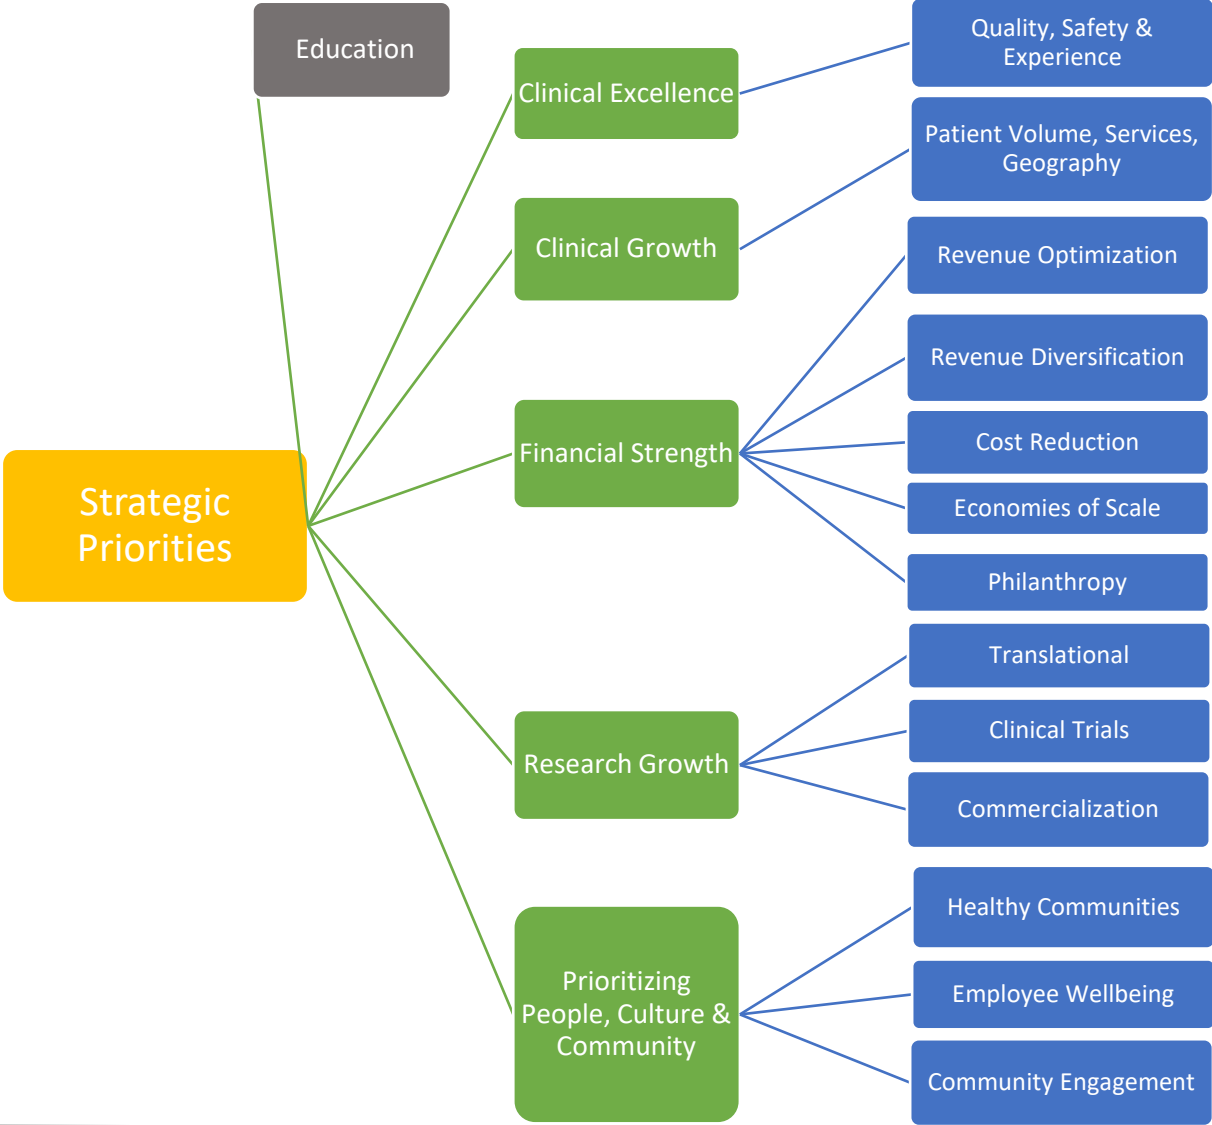 Education
Strategic
Priorities
Clinical Excellence
Quality, Safety &
Experience
Clinical Growth
Patient Volume, Services,
Geography
Financial Strength
Revenue Optimization
Revenue Diversification
Cost Reduction
Economies of Scale
Philanthropy
Research Growth
Translational
Clinical Trials
Commercialization
Prioritizing
People, Culture &
Community
Healthy Communities
Employee Wellbeing
Community Engagement